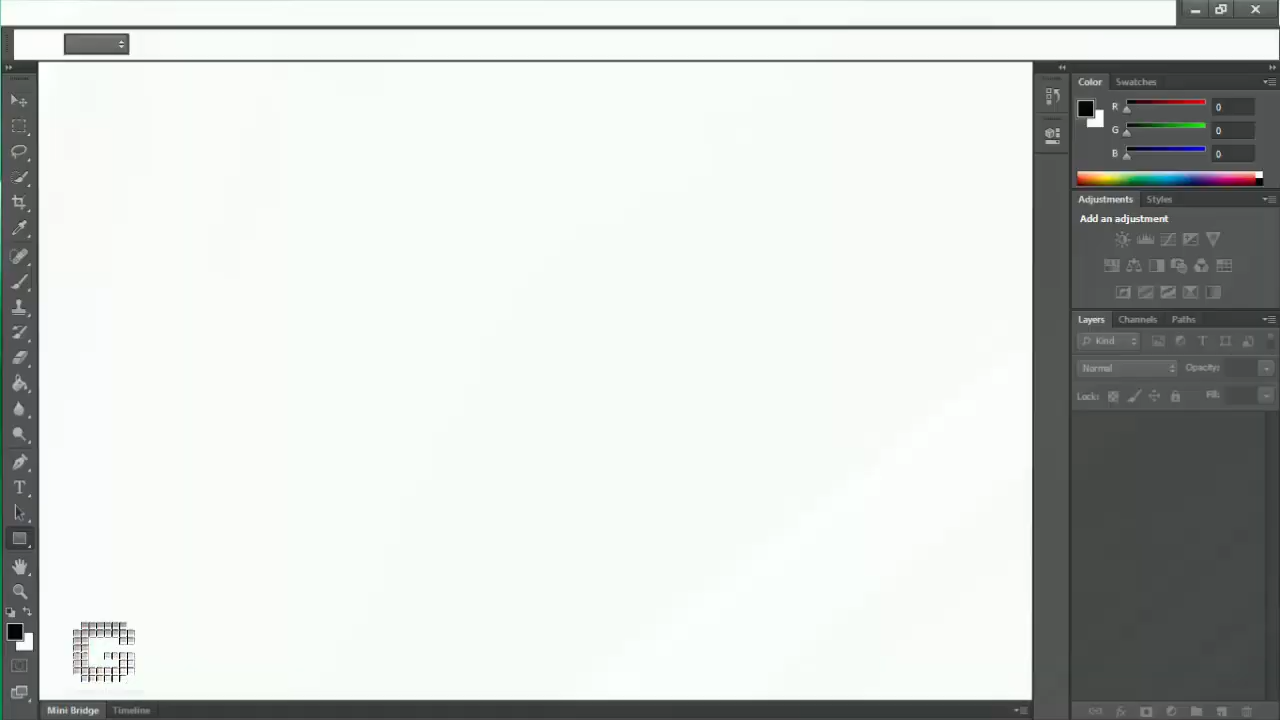 Color Swatches
R 0
G 0
B 0
Adjustments Styles
Add an adjustment
Layers Channels Paths
Kind
Normal Opacity:
Lock: Fill:
G
Mini Bridge Timeline